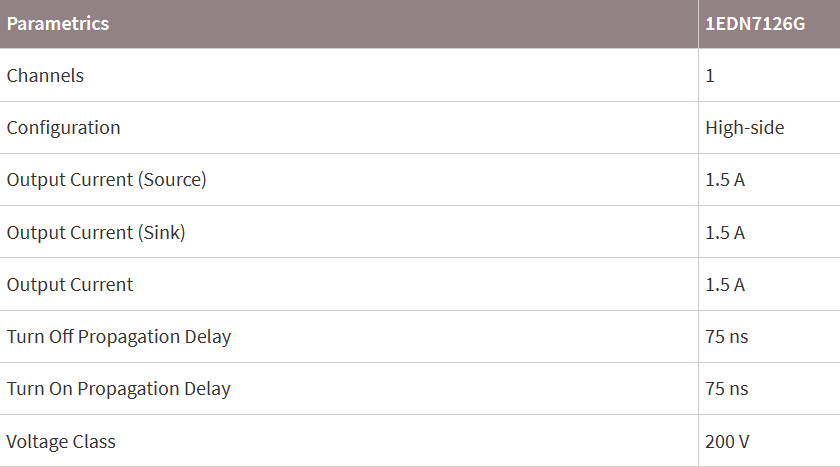 Parametrics 1EDN7126G
Channels 1
Configuration High-side
Output Current (Source) 1.5 A
Output Current (Sink) 1.5 A
Output Current 1.5 A
Turn Off Propagation Delay 75 ns
Turn On Propagation Delay 75 ns
Voltage Class 200 V